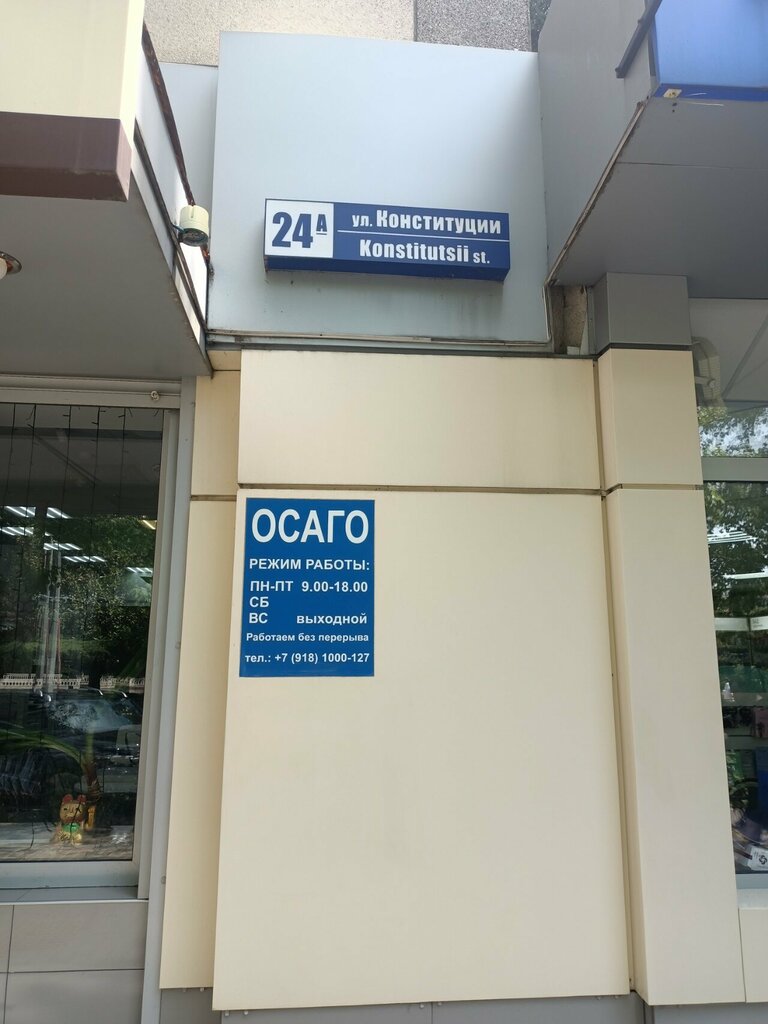 24А
ул. Конституции
Konstitutsii st.
ОСАГО
РЕЖИМ РАБОТЫ:
ПН-ПТ 9.00-18.00
СБ
ВС выходной
Работаем без перерыва
тел.: +7 (918) 1000-127